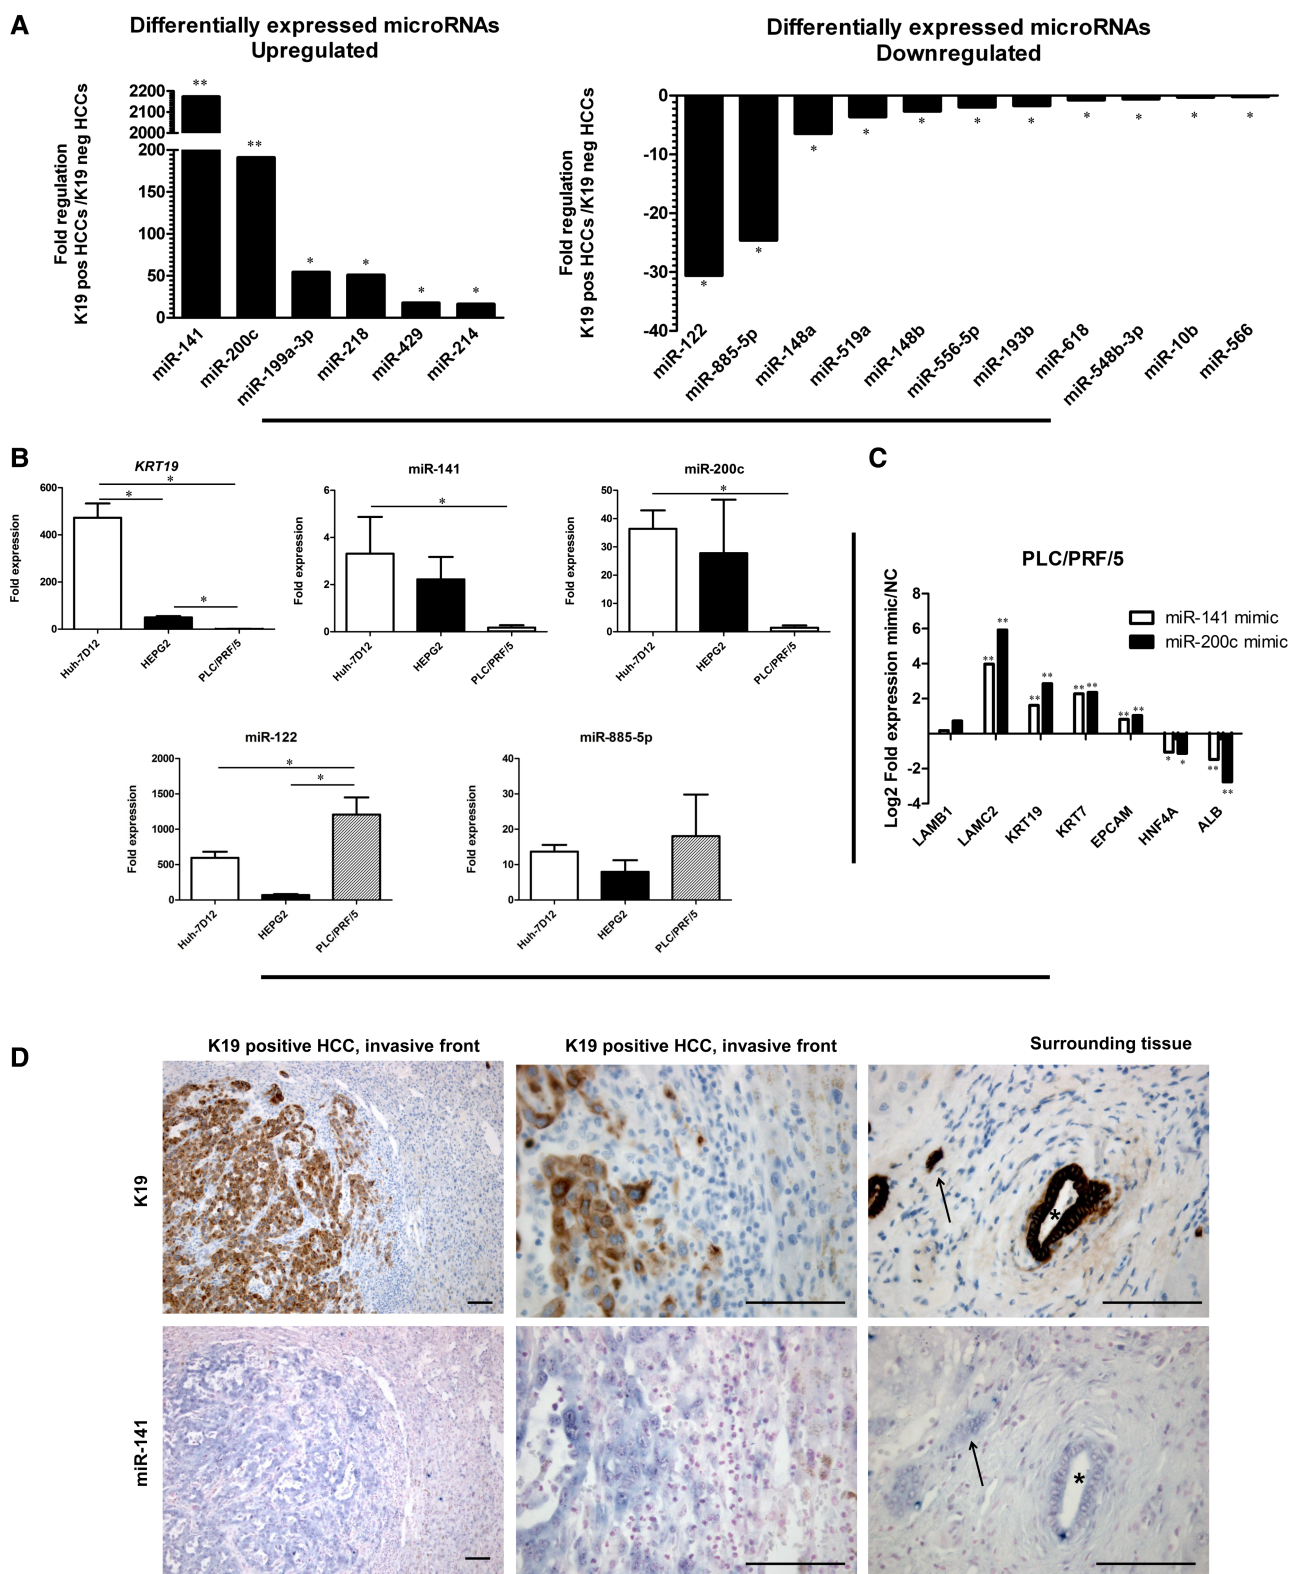 A
Differentially expressed microRNAs
Upregulated
Fold regulation
K19 pos HCCs /K19 neg HCCs
2200
2100
2000
200
150
100
50
0
**
**
*
*
*
*
miR-141
miR-200c
miR-199a-3p
miR-218
miR-429
miR-214
Differentially expressed microRNAs
Downregulated
Fold regulation
K19 pos HCCs /K19 neg HCCs
0
-10
-20
-30
-40
*
*
*
*
*
*
*
*
*
*
*
miR-122
miR-885-5p
miR-148a
miR-519a
miR-148b
miR-556-5p
miR-193b
miR-618
miR-548b-3p
miR-10b
miR-566
B
KRT19
Fold expression
600
400
200
0
*
*
*
Huh-7D12
HEPG2
PLC/PRF/5
miR-141
Fold expression
6
4
2
0
*
Huh-7D12
HEPG2
PLC/PRF/5
miR-200c
Fold expression
50
40
30
20
10
0
*
Huh-7D12
HEPG2
PLC/PRF/5
miR-122
Fold expression
2000
1500
1000
500
0
*
*
Huh-7D12
HEPG2
PLC/PRF/5
miR-885-5p
Fold expression
40
30
20
10
0
Huh-7D12
HEPG2
PLC/PRF/5
C
PLC/PRF/5
Log2 Fold expression mimic/NC
8
6
4
2
-2
-4
miR-141 mimic
miR-200c mimic
**
**
**
**
**
**
**
**
*
*
**
**
LAMB1
LAMC2
KRT19
KRT7
EPCAM
HNF4A
ALB
D
K19 positive HCC, invasive front
K19 positive HCC, invasive front
Surrounding tissue
K19
*
miR-141
*